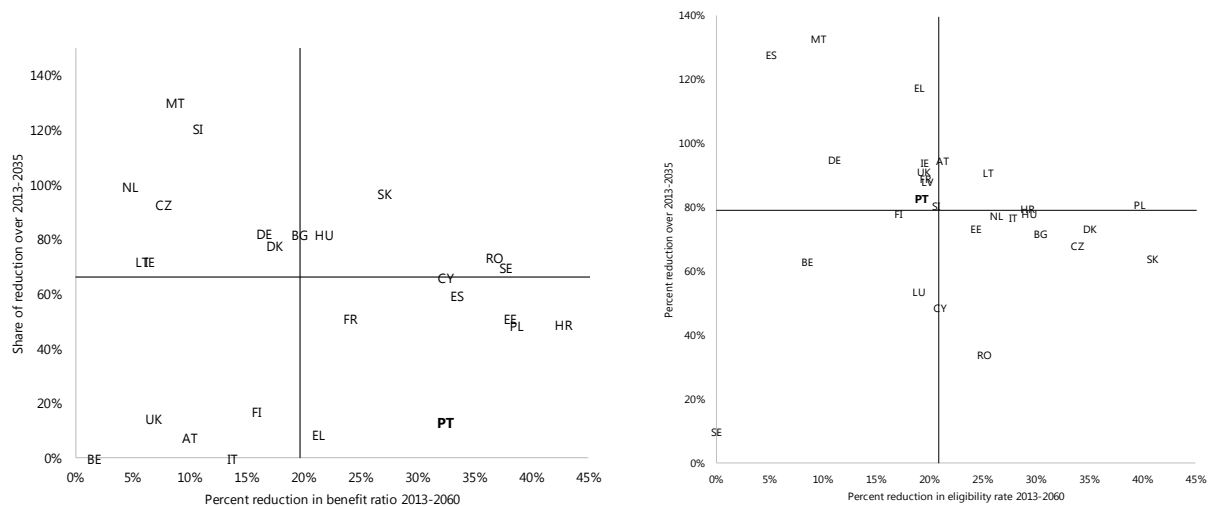 140%
120%
100%
80%
60%
40%
20%
0%
Share of reduction over 2013-2035
MT
SI
NL
CZ
SK
DE
BG
HU
DK
LT
IE
RO
SE
CY
ES
FR
EE
PL
HR
UK
FI
PT
AT
EL
BE
IT
0% 5% 10% 15% 20% 25% 30% 35% 40% 45%
Percent reduction in benefit ratio 2013-2060
140%
120%
100%
80%
60%
40%
20%
0%
Percent reduction over 2013-2035
MT
ES
EL
DE
IE
AT
UK
LT
FR
LV
PT
SI
PL
FI
HR
NL
IT
HU
EE
DK
BG
CZ
BE
SK
LU
CY
RO
SE
0% 5% 10% 15% 20% 25% 30% 35% 40% 45%
Percent reduction in eligibility rate 2013-2060